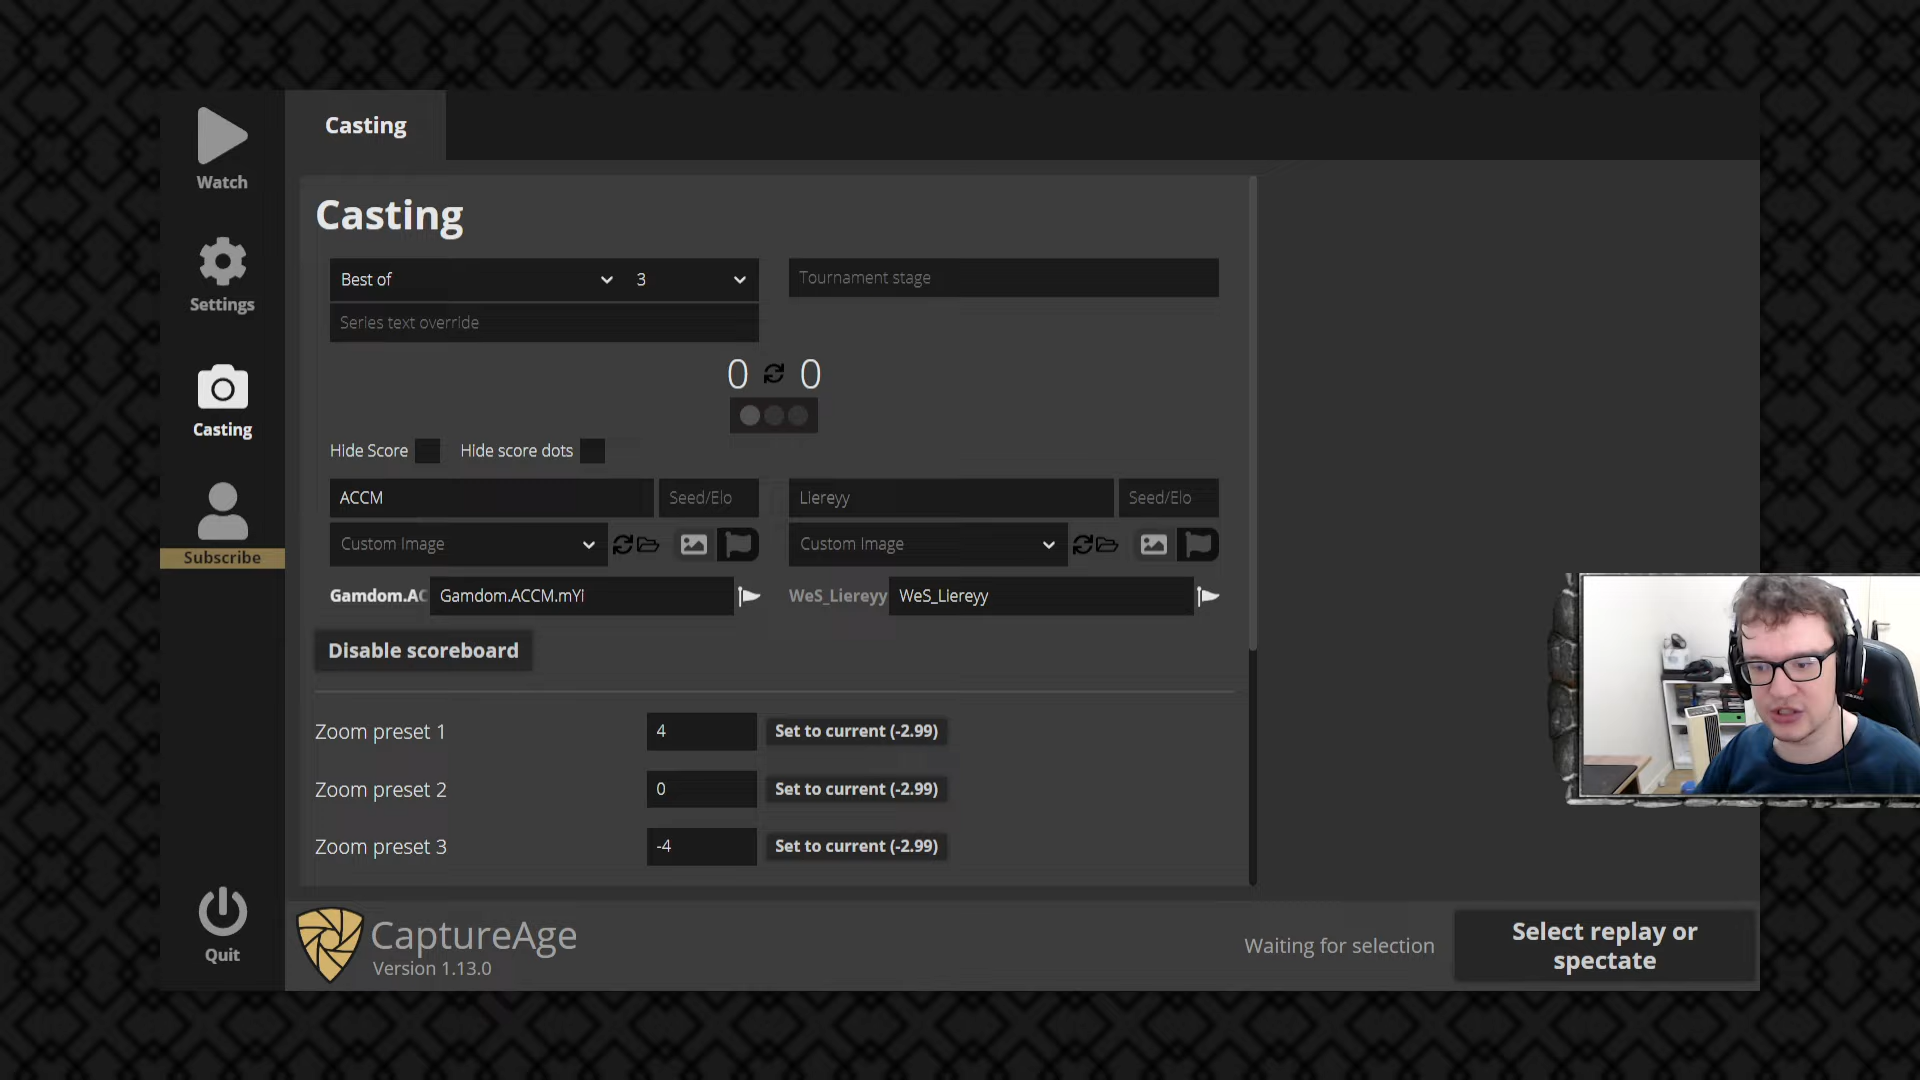 Watch
Settings
Casting
Subscribe
Quit
Casting
Casting
Best of 3
Tournament stage
Series text override
0 0
Hide Score Hide score dots
ACCM Seed/Elo Liereyy Seed/Elo
Custom Image Custom Image
Gamdom.AC Gamdom.ACCM.mYi WeS_Liereyy WeS_Liereyy
Disable scoreboard
Zoom preset 1 4 Set to current (-2.99)
Zoom preset 2 0 Set to current (-2.99)
Zoom preset 3 -4 Set to current (-2.99)
CaptureAge
Version 1.13.0
Waiting for selection
Select replay or
spectate